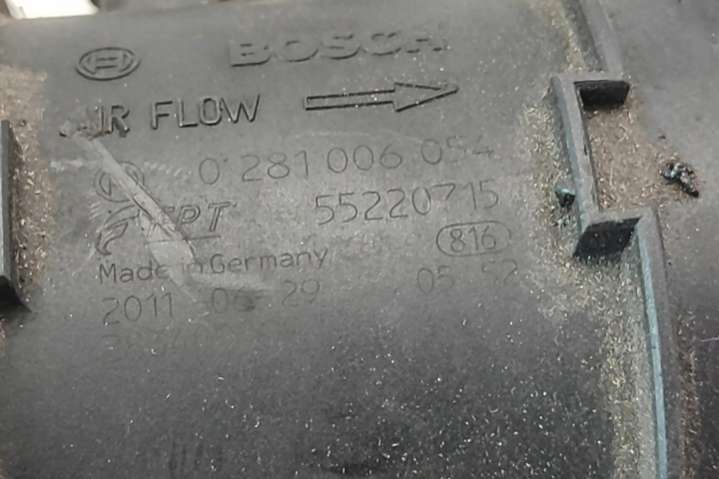 BOSCH
AIR FLOW
0 281 006 054
FPT 55220715
Made in Germany 816
2011 06 29 05 52